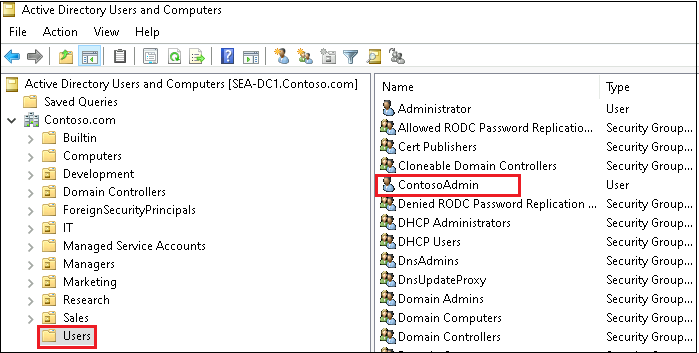 Active Directory Users and Computers
File Action View Help
Active Directory Users and Computers [SEA-DC1.Contoso.com]
Saved Queries
Contoso.com
Builtin
Computers
Development
Domain Controllers
ForeignSecurityPrincipals
IT
Managed Service Accounts
Managers
Marketing
Research
Sales
Users
Name Type
Administrator User
Allowed RODC Password Replicatio... Security Group...
Cert Publishers Security Group...
Cloneable Domain Controllers Security Group...
ContosoAdmin User
Denied RODC Password Replication ... Security Group...
DHCP Administrators Security Group...
DHCP Users Security Group...
DnsAdmins Security Group...
DnsUpdateProxy Security Group...
Domain Admins Security Group...
Domain Computers Security Group...
Domain Controllers Security Group...